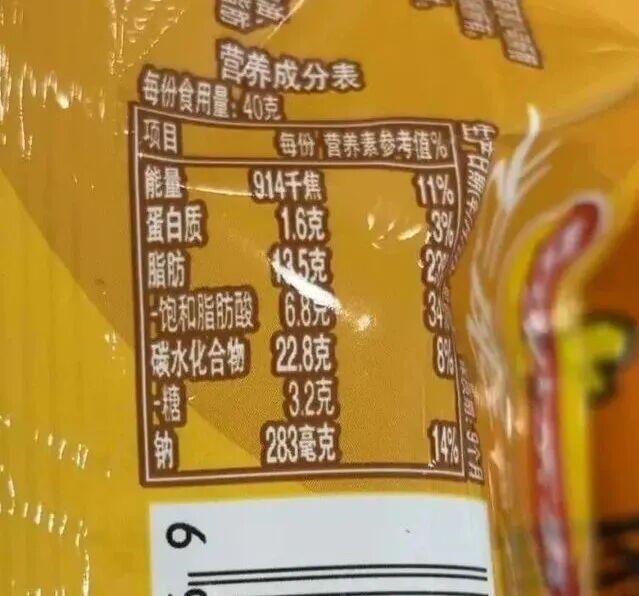 营养成分表
每份食用量：40克
项目 每份 营养素参考值%
能量 914千焦 11%
蛋白质 1.6克 3%
脂肪 13.5克
-饱和脂肪酸 6.8克
碳水化合物 22.8克 8%
-糖 3.2克
钠 283毫克 14%
9